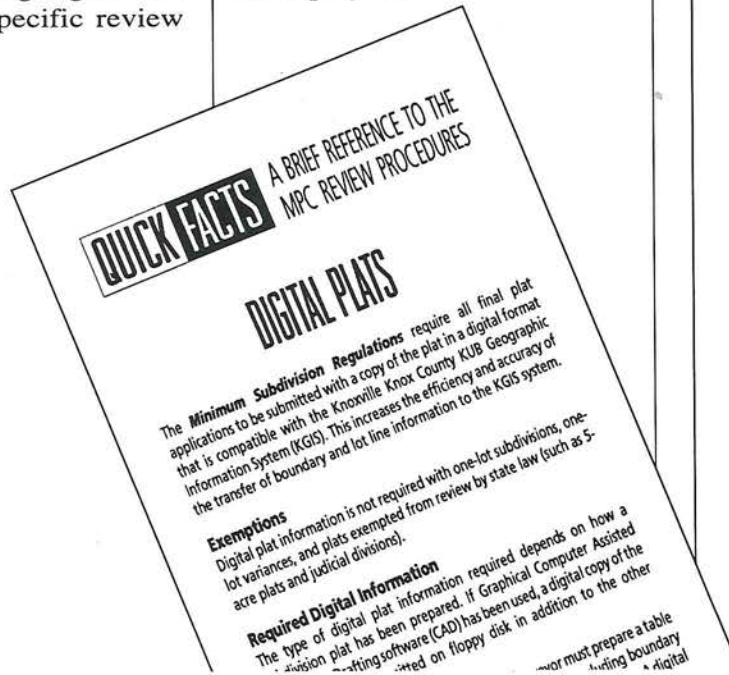 pecific review
QUICK FACTS
A BRIEF REFERENCE TO THE
MPC REVIEW PROCEDURES
DIGITAL PLATS
The Minimum Subdivision Regulations require all final plat
applications to be submitted with a copy of the plat in a digital format
that is compatible with the Knoxville Knox County KUB Geographic
Information System (KGIS). This increases the efficiency and accuracy of
the transfer of boundary and lot line information to the KGIS system.
Exemptions
Digital plat information is not required with one-lot subdivisions, one-
lot variances, and plats exempted from review by state law (such as 5-
acre plats and judicial divisions).
Required Digital Information
The type of digital plat information required depends on how a
division plat has been prepared. If Graphical Computer Assisted
Drafting software (CAD) has been used, a digital copy of the
itted on floppy disk in addition to the other
yor must prepare a table
luding boundary
digital